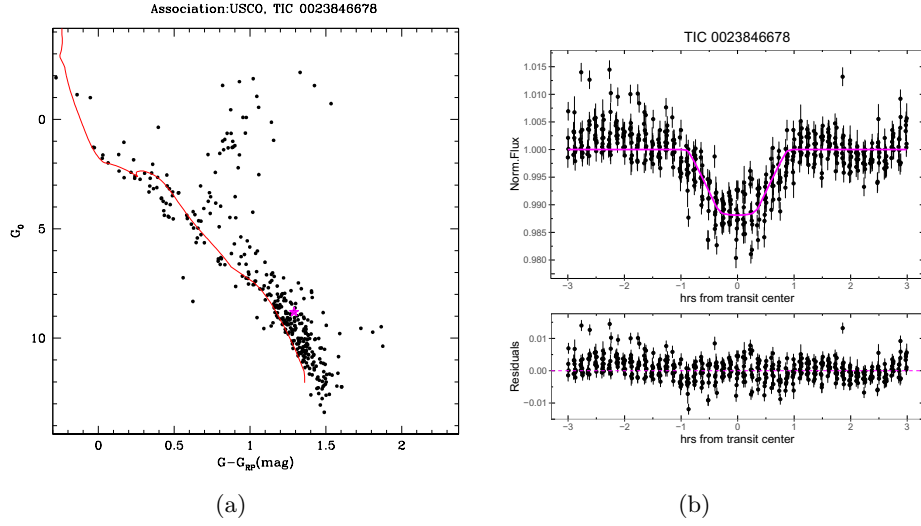 Association:USCO, TIC 0023846678
G₀
0
5
10
0
0.5
1
1.5
2
G−G_RP(mag)
(a)
TIC 0023846678
Norm.Flux
1.015
1.010
1.005
1.000
0.995
0.990
0.985
0.980
-3 -2 -1 0 1 2 3
hrs from transit center
Residuals
0.01
0.00
−0.01
-3 -2 -1 0 1 2 3
hrs from transit center
(b)